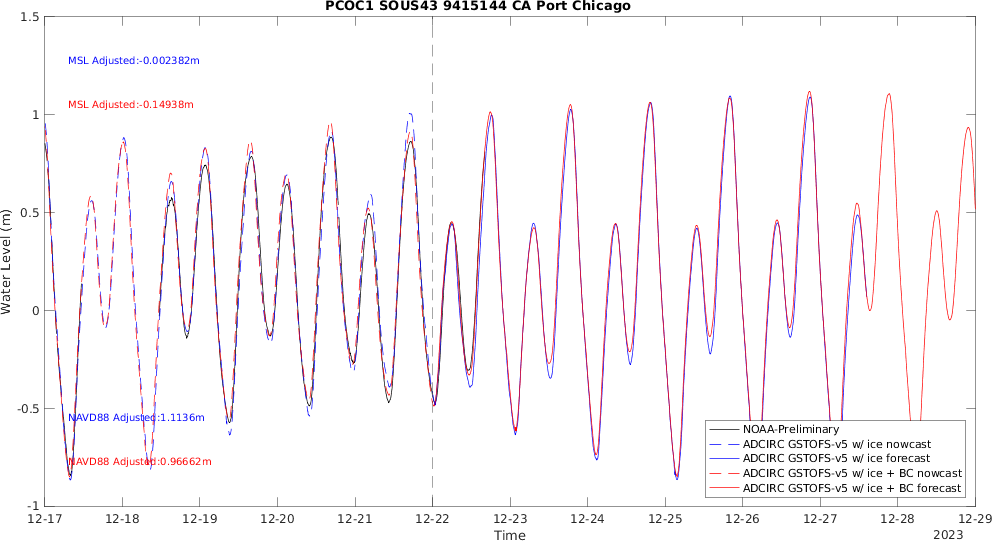 PCOC1 SOUS43 9415144 CA Port Chicago
1.5
MSL Adjusted:-0.002382m
MSL Adjusted:-0.14938m
1
0.5
Water Level (m)
0
-0.5
NAVD88 Adjusted:1.1136m
NAVD88 Adjusted:0.96662m
-1
NOAA-Preliminary
ADCIRC GSTOFS-v5 w/ ice nowcast
ADCIRC GSTOFS-v5 w/ ice forecast
ADCIRC GSTOFS-v5 w/ ice + BC nowcast
ADCIRC GSTOFS-v5 w/ ice + BC forecast
12-17 12-18 12-19 12-20 12-21 12-22 12-23 12-24 12-25 12-26 12-27 12-28 12-29
Time
2023